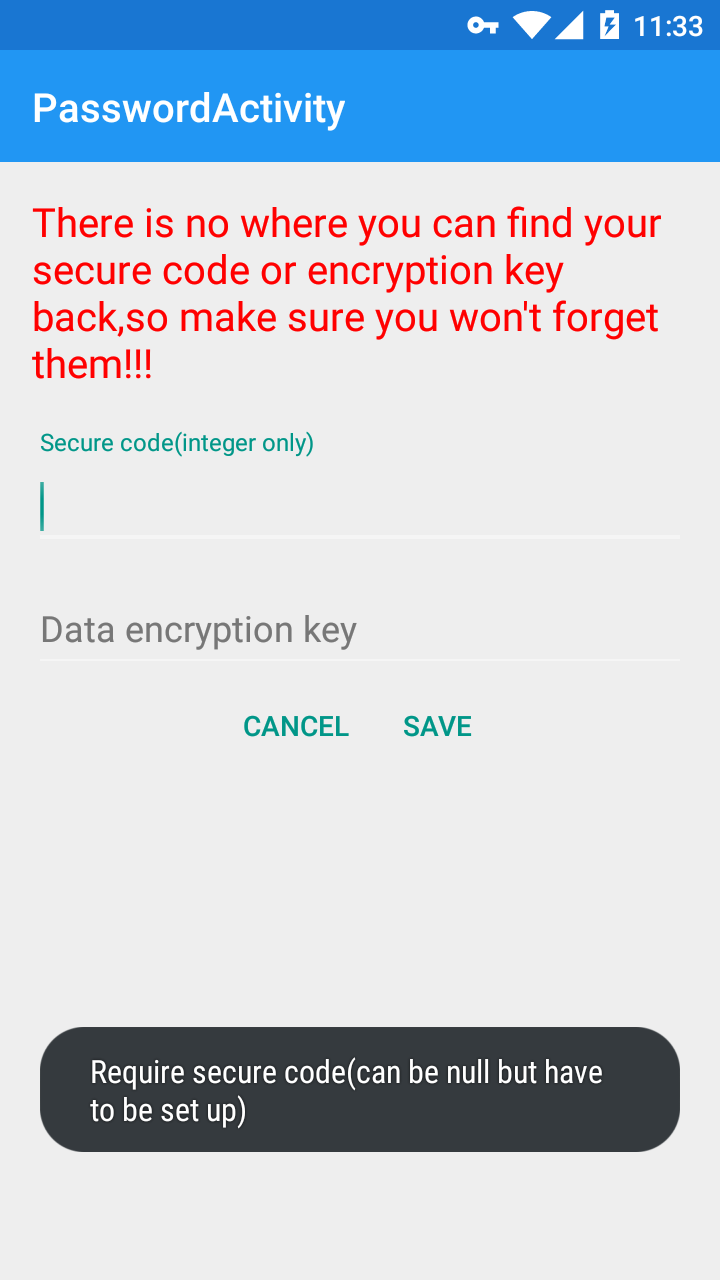 11:33
PasswordActivity
There is no where you can find your
secure code or encryption key
back,so make sure you won't forget
them!!!
Secure code(integer only)
Data encryption key
CANCEL SAVE
Require secure code(can be null but have
to be set up)